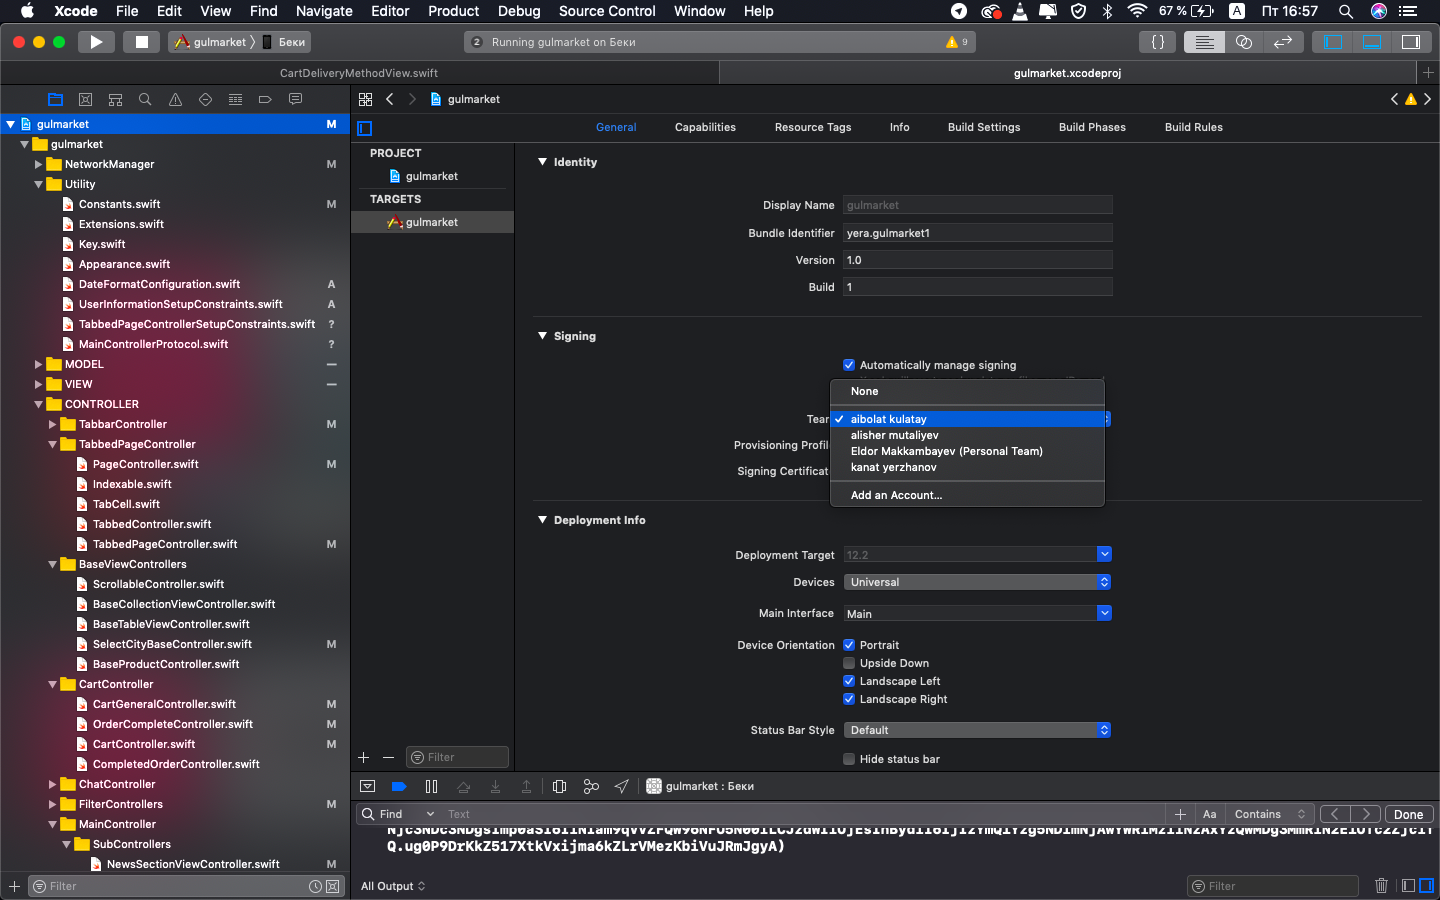 Xcode File Edit View Find Navigate Editor Product Debug Source Control Window Help 67 % A Пт 16:57
gulmarket Беки 2 Running gulmarket on Беки 9
CartDeliveryMethodView.swift gulmarket.xcodeproj
gulmarket
gulmarket M
General Capabilities Resource Tags Info Build Settings Build Phases Build Rules
gulmarket
NetworkManager M
Utility
Constants.swift M
Extensions.swift
Key.swift
Appearance.swift
DateFormatConfiguration.swift A
UserInformationSetupConstraints.swift A
TabbedPageControllerSetupConstraints.swift ?
MainControllerProtocol.swift ?
MODEL
VIEW
CONTROLLER
TabbarController
TabbedPageController
PageController.swift M
Indexable.swift
TabCell.swift
TabbedController.swift
TabbedPageController.swift M
BaseViewControllers
ScrollableController.swift
BaseCollectionViewController.swift
BaseTableViewController.swift
SelectCityBaseController.swift M
BaseProductController.swift
CartController
CartGeneralController.swift M
OrderCompleteController.swift M
CartController.swift M
CompletedOrderController.swift
ChatController
FilterControllers M
MainController
SubControllers
NewsSectionViewController.swift M
Filter
PROJECT
gulmarket
TARGETS
gulmarket
Filter
Identity
Display Name gulmarket
Bundle Identifier yera.gulmarket1
Version 1.0
Build 1
Signing
Automatically manage signing
None
aibolat kulatay
alisher mutaliyev
Eldor Makkambayev (Personal Team)
kanat yerzhanov
Add an Account...
Provisioning
Signing
Deployment Info
Deployment Target 12.2
Devices Universal
Main Interface Main
Device Orientation Portrait
Upside Down
Landscape Left
Landscape Right
Status Bar Style Default
Hide status bar
gulmarket : Беки
Find Text Aa Contains Done
Q.ug0P9DrKkZ517XtkVxijma6kZLrVMezKbiVuJRmJgyA)
All Output Filter